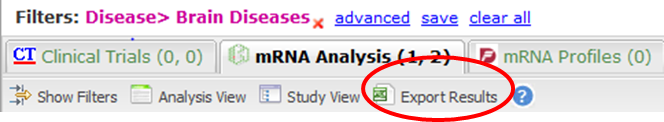 Filters: Disease> Brain Diseases x advanced save clear all
CT Clinical Trials (0, 0) mRNA Analysis (1, 2) P mRNA Profiles (0)
Show Filters Analysis View Study View Export Results ?